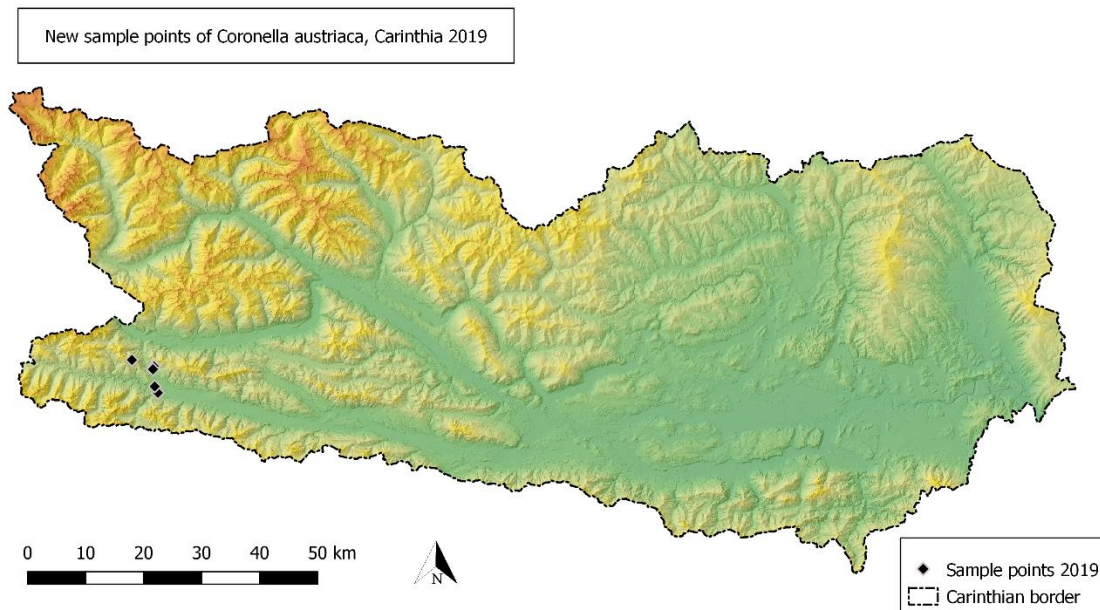 New sample points of Coronella austriaca, Carinthia 2019
0 10 20 30 40 50 km
N
Sample points 2019
Carinthian border